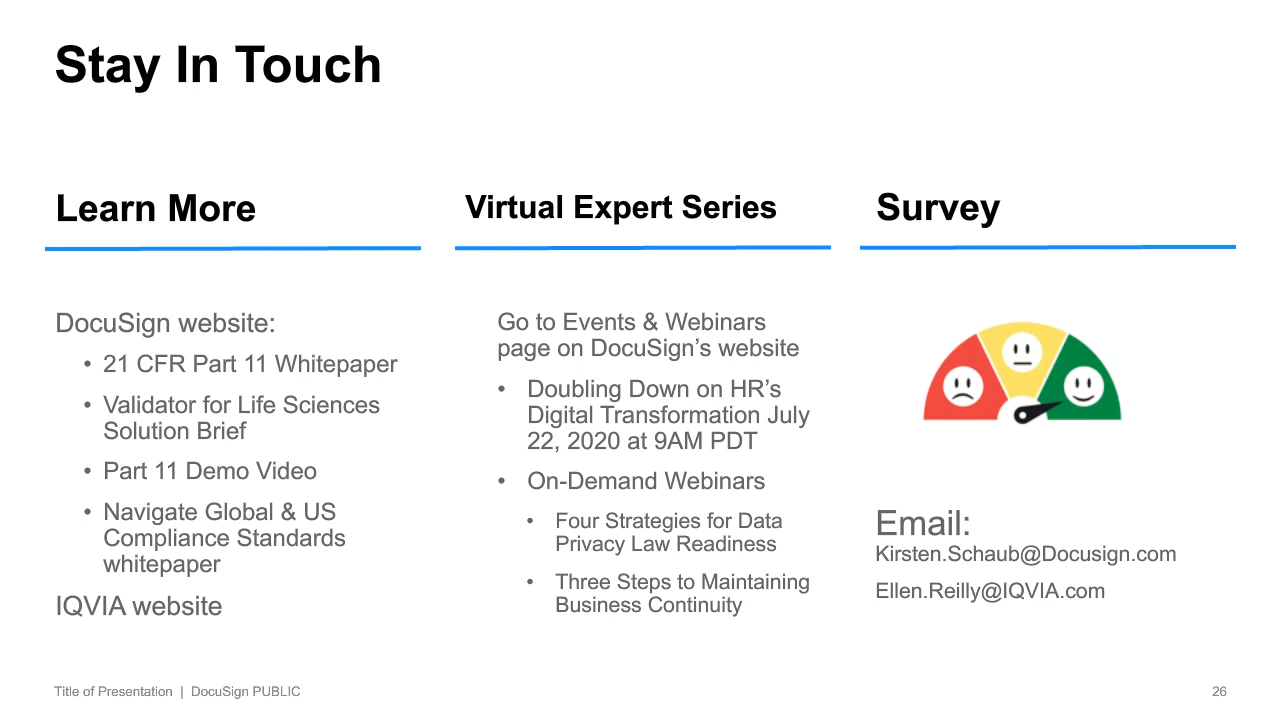 Stay In Touch
Learn More
DocuSign website:
• 21 CFR Part 11 Whitepaper
• Validator for Life Sciences
Solution Brief
• Part 11 Demo Video
• Navigate Global & US
Compliance Standards
whitepaper
IQVIA website
Virtual Expert Series
Go to Events & Webinars
page on DocuSign’s website
• Doubling Down on HR’s
Digital Transformation July
22, 2020 at 9AM PDT
• On-Demand Webinars
• Four Strategies for Data
Privacy Law Readiness
• Three Steps to Maintaining
Business Continuity
Survey
Email:
Kirsten.Schaub@Docusign.com
Ellen.Reilly@IQVIA.com
Title of Presentation | DocuSign PUBLIC
26